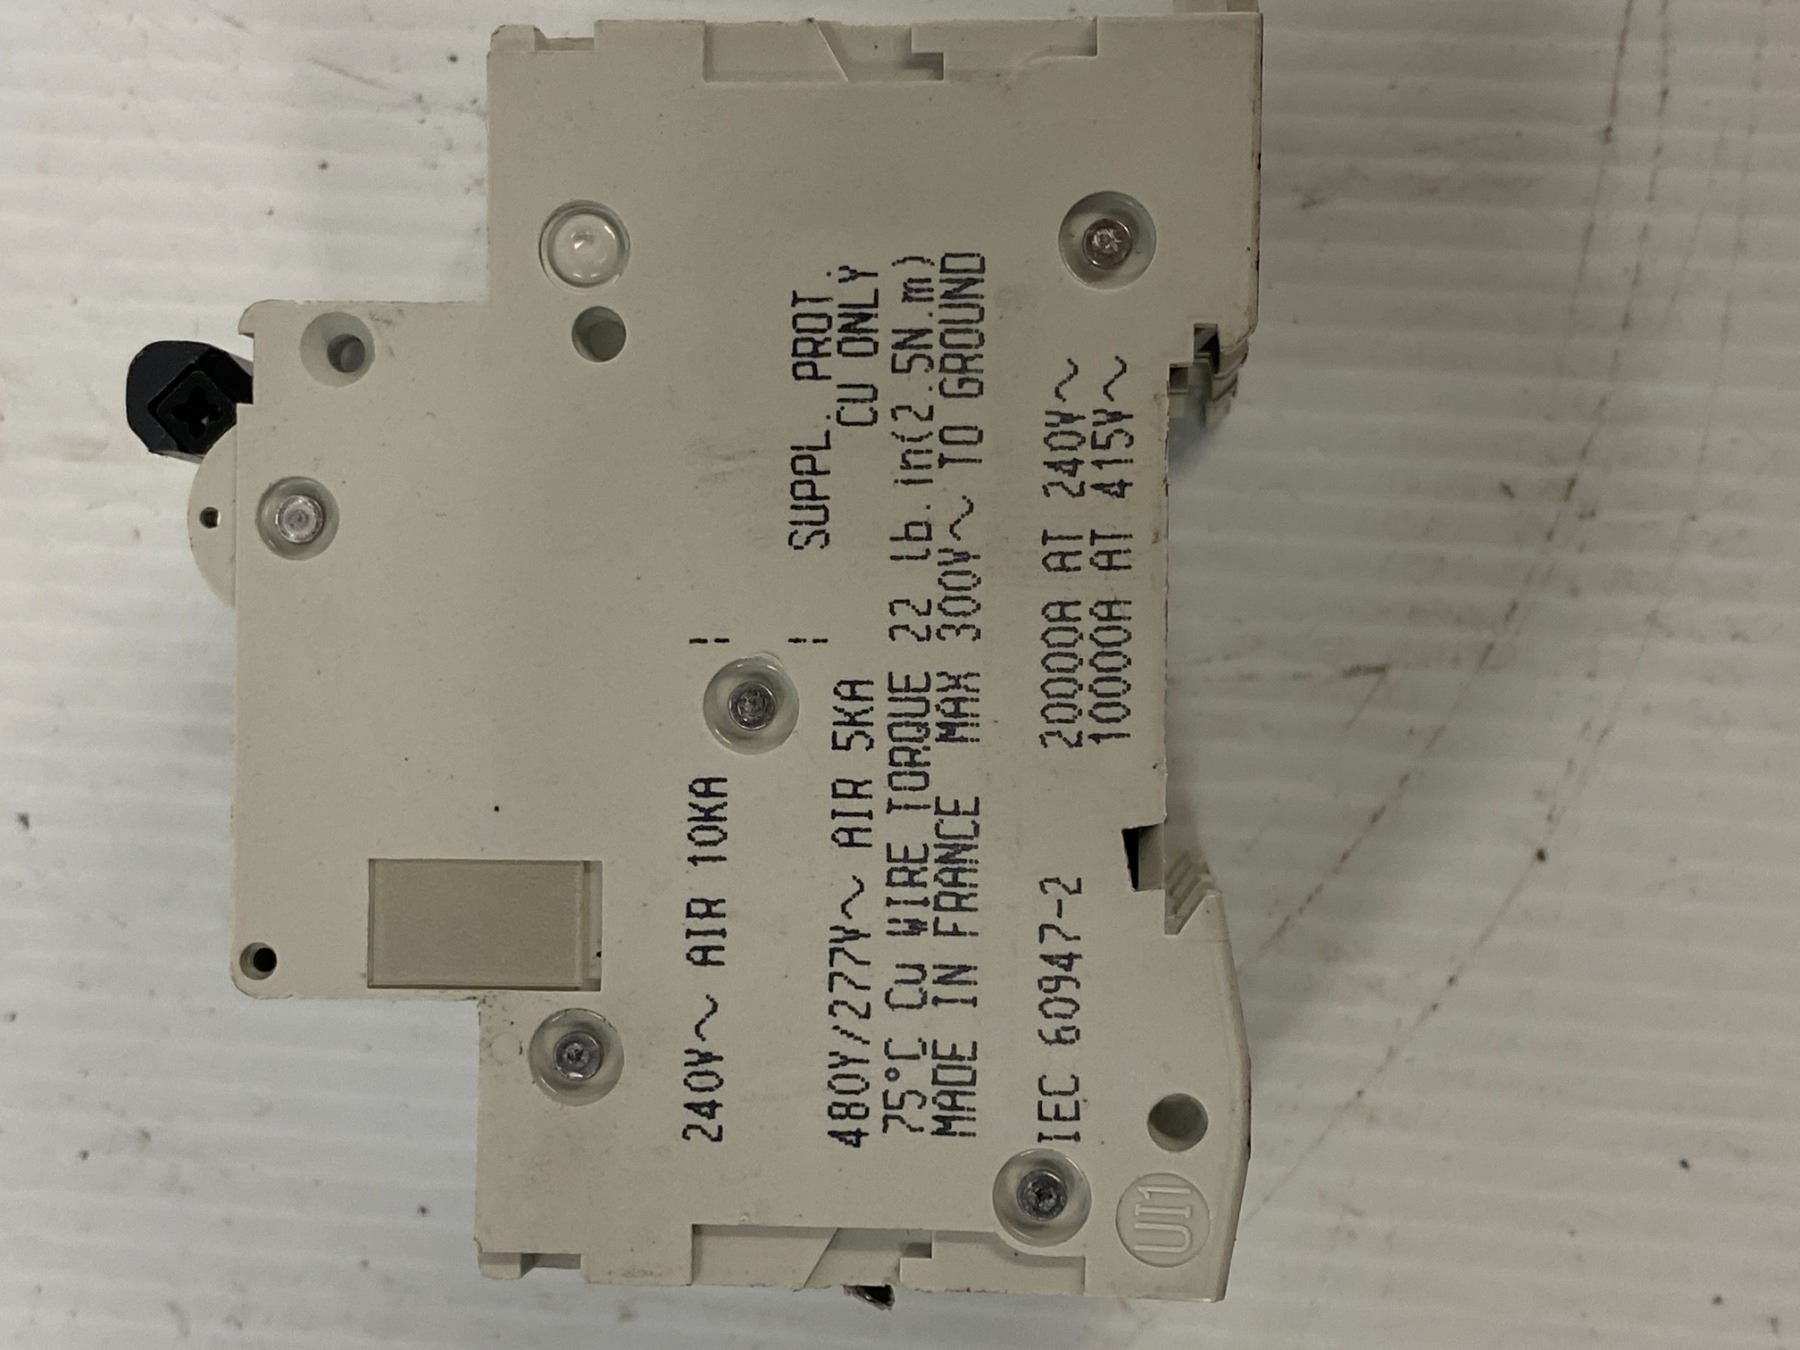 240V~ AIR 10KA
SUPPL. PROT.
480Y/277V~ AIR 5KA CU ONLY
75°C Cu WIRE TORQUE 22 lb.in(2.5N.m)
MADE IN FRANCE MAX 300V~ TO GROUND
IEC 60947-2 20000A AT 240V~
10000A AT 415V~
UI1